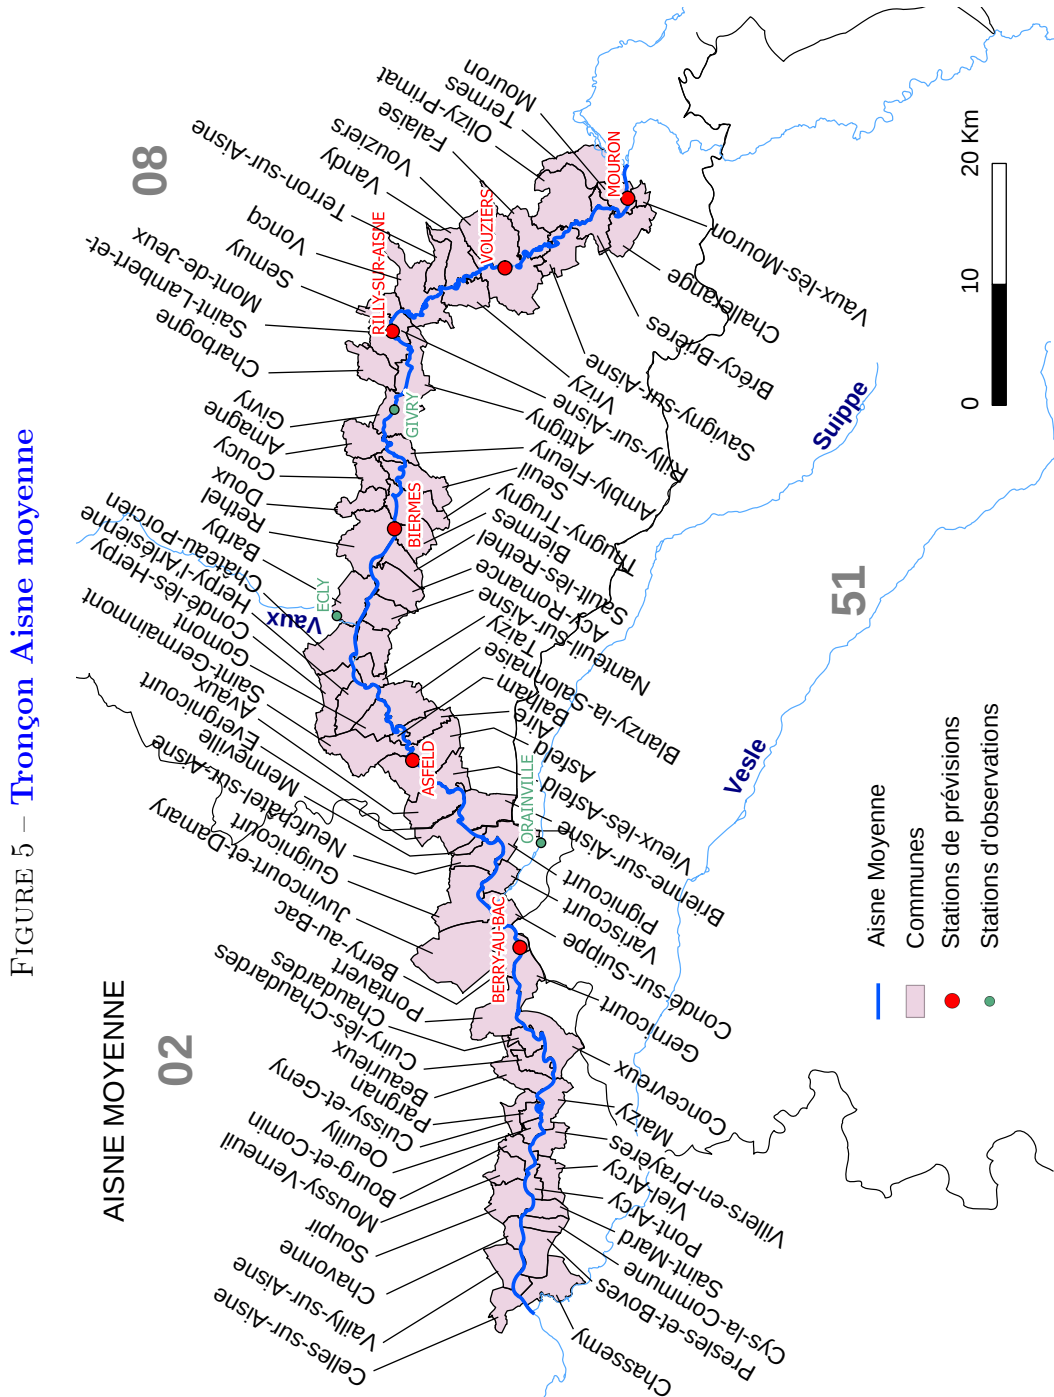 FIGURE 5 – Tronçon Aisne moyenne
AISNE MOYENNE
02
08
51
Celles-sur-Aisne
Vailly-sur-Aisne
Chavonne
Soupir
Moussy-Verneuil
Bourg-et-Comin
Oeuilly
Cuissy-et-Geny
Pargnan
Beaurieux
Cuiry-lès-Chaudardes
Chaudardes
Pontavert
Berry-au-Bac
Juvincourt-et-Damary
Guignicourt
Neufchâtel-sur-Aisne
Menneville
Evergnicourt
Avaux
Saint-Germainmont
Gomont
Condé-lès-Herpy
Herpy-l'Arlésienne
Château-Porcien
Barby
Rethel
Doux
Coucy
Amagne
Givry
Charbogne
Saint-Lambert-et-
Mont-de-Jeux
Semuy
Voncq
Terron-sur-Aisne
Vandy
Vouziers
Falaise
Olizy-Primat
Termes
Mouron
Chassemy
Presles-et-Boves
Cys-la-Commune
Saint-Mard
Pont-Arcy
Viel-Arcy
Villers-en-Prayères
Maizy
Concevreux
Gernicourt
Condé-sur-Suippe
Variscourt
Pignicourt
Brienne-sur-Aisne
Vieux-lès-Asfeld
Asfeld
Aire
Balham
Blanzy-la-Salonnaise
Taizy
Nanteuil-sur-Aisne
Acy-Romance
Sault-lès-Rethel
Biermes
Thugny-Trugny
Seuil
Ambly-Fleury
Attigny
Rilly-sur-Aisne
Vrizy
Savigny-sur-Aisne
Brécy-Brières
Challerange
Vaux-lès-Mouron
BERRY-AU-BAC
ASFELD
BIERMES
RILLY-SUR-AISNE
VOUZIERS
MOURON
ORAINVILLE
ECLY
GIVRY
Vaux
Suippe
Vesle
Aisne Moyenne
Communes
Stations de prévisions
Stations d'observations
0 10 20 Km